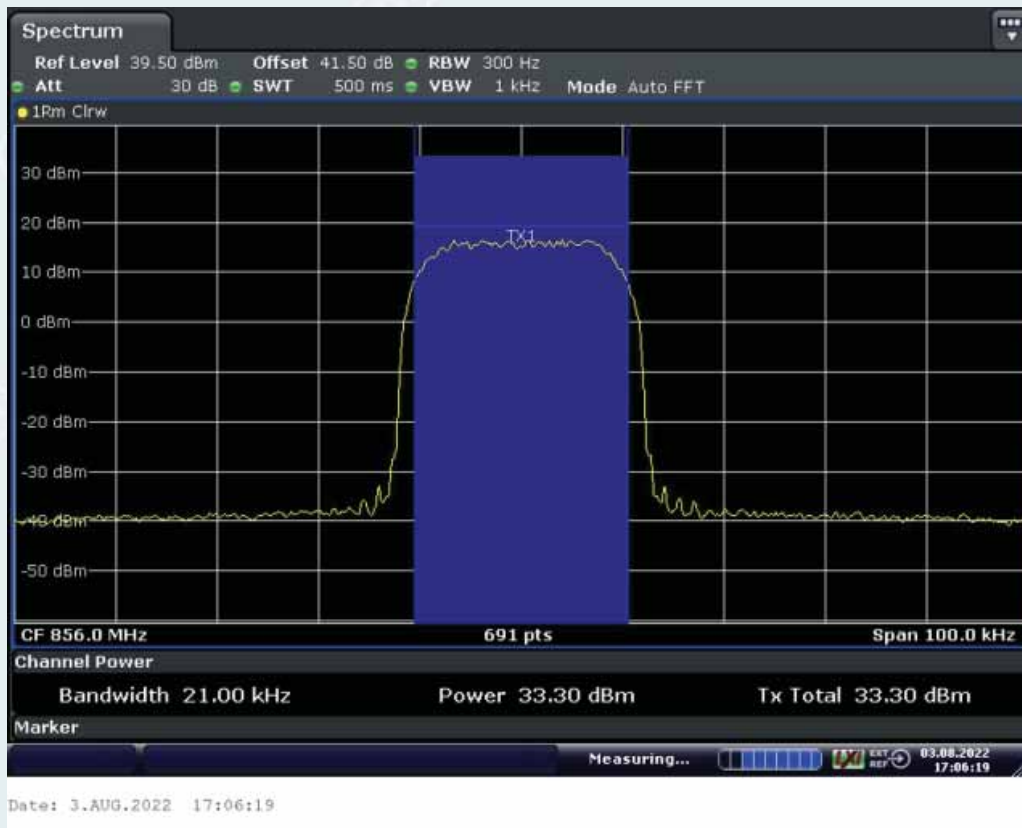 Spectrum
Ref Level 39.50 dBm Offset 41.50 dB RBW 300 Hz
Att 30 dB SWT 500 ms VBW 1 kHz Mode Auto FFT
1Rm Clrw
30 dBm
20 dBm
TX1
10 dBm
0 dBm
-10 dBm
-20 dBm
-30 dBm
-40 dBm
-50 dBm
CF 856.0 MHz 691 pts Span 100.0 kHz
Channel Power
Bandwidth 21.00 kHz Power 33.30 dBm Tx Total 33.30 dBm
Marker
Measuring... LXI EXT REF 03.08.2022 17:06:19
Date: 3.AUG.2022 17:06:19